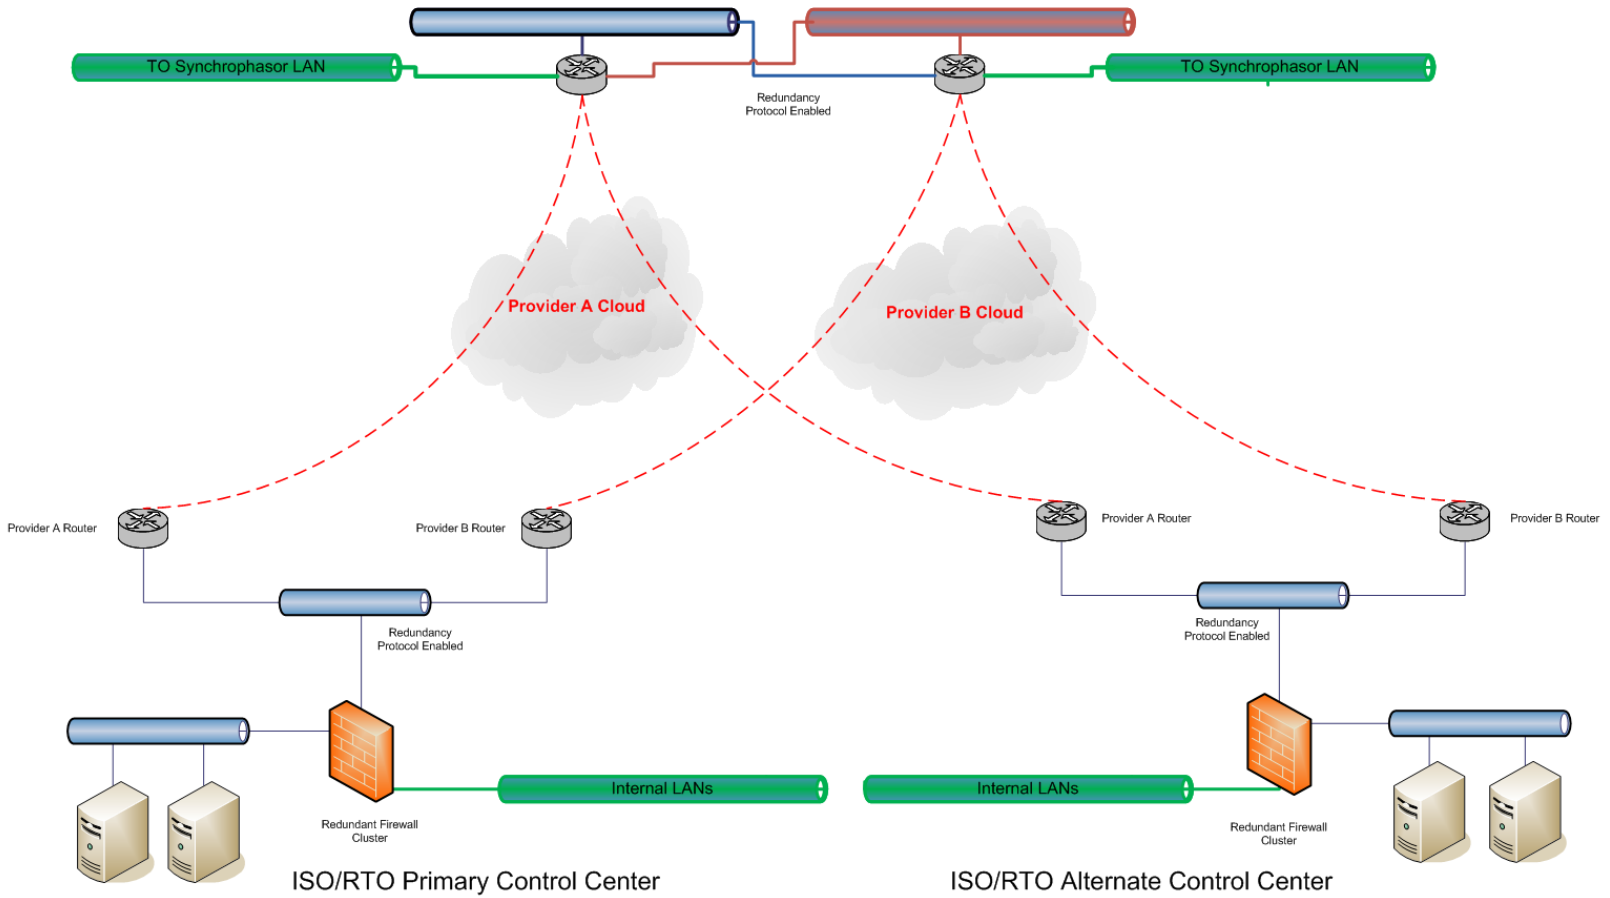 TO Synchrophasor LAN
TO Synchrophasor LAN
Redundancy
Protocol Enabled
Provider A Cloud
Provider B Cloud
Provider A Router
Provider B Router
Provider A Router
Provider B Router
Redundancy
Protocol Enabled
Redundancy
Protocol Enabled
Internal LANs
Internal LANs
Redundant Firewall
Cluster
Redundant Firewall
Cluster
ISO/RTO Primary Control Center
ISO/RTO Alternate Control Center